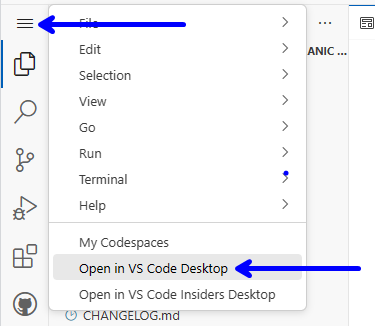 File
ANIC ...
Edit
Selection
View
Go
Run
Terminal
Help
My Codespaces
Open in VS Code Desktop
Open in VS Code Insiders Desktop
CHANGELOG.md